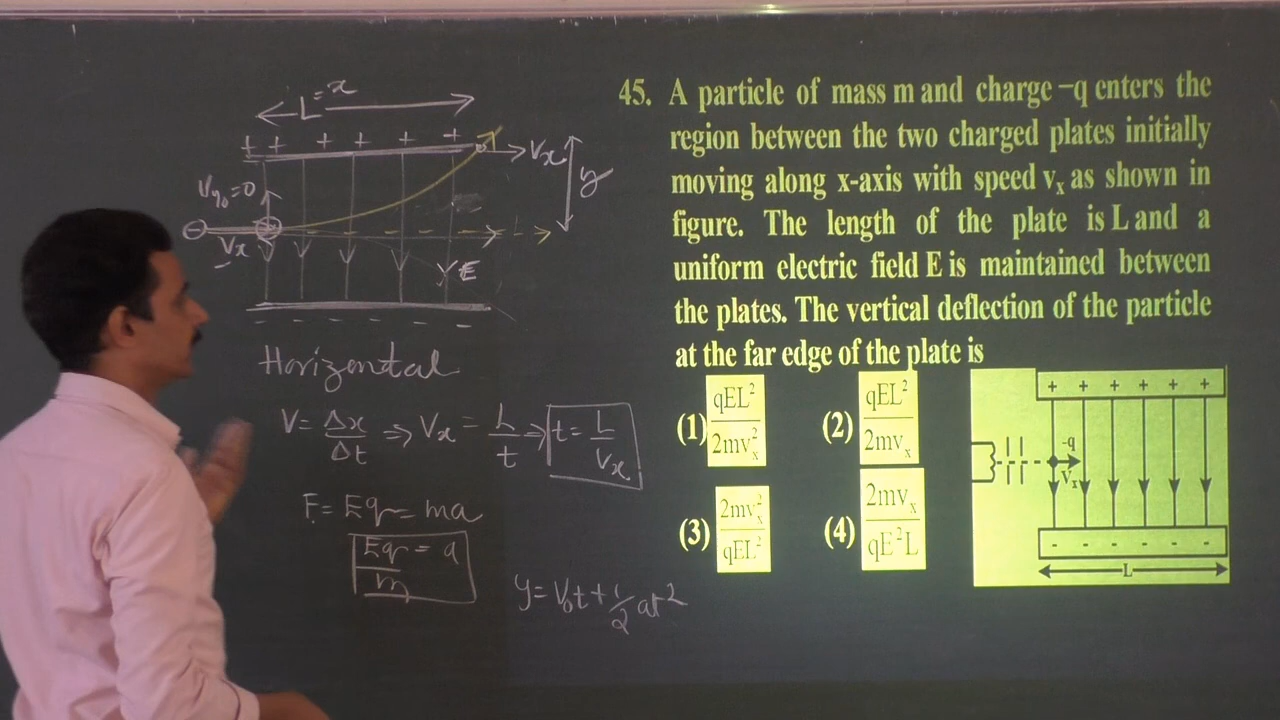 L = x
+ + + + + +
Vx
y
Vy₀=0
Vx
E
- - - - - -
Horizontal
V = Δx/Δt ⇒ Vx = L/t ⇒ t = L/Vx
F = Eq = ma
Eq/m = a
y = V₀t + 1/2 at²
45. A particle of mass m and charge –q enters the
region between the two charged plates initially
moving along x-axis with speed vₓ as shown in
figure. The length of the plate is L and a
uniform electric field E is maintained between
the plates. The vertical deflection of the particle
at the far edge of the plate is
(1) qEL²/2mvₓ² (2) qEL²/2mvₓ
(3) 2mvₓ²/qEL² (4) 2mvₓ/qE²L
+ + + + + +
-q
Vx
- - - - - -
L